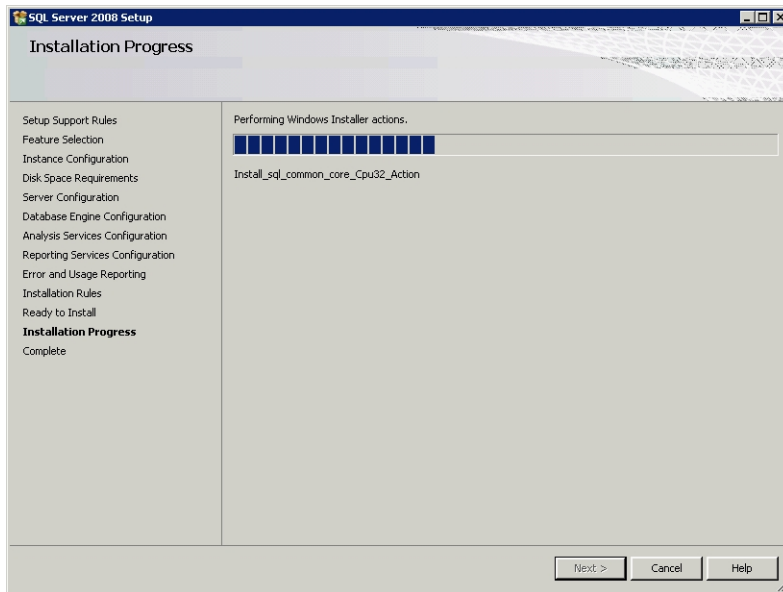 SQL Server 2008 Setup
Installation Progress
Setup Support Rules
Feature Selection
Instance Configuration
Disk Space Requirements
Server Configuration
Database Engine Configuration
Analysis Services Configuration
Reporting Services Configuration
Error and Usage Reporting
Installation Rules
Ready to Install
Installation Progress
Complete
Performing Windows Installer actions.
Install_sql_common_core_Cpu32_Action
Next >
Cancel
Help